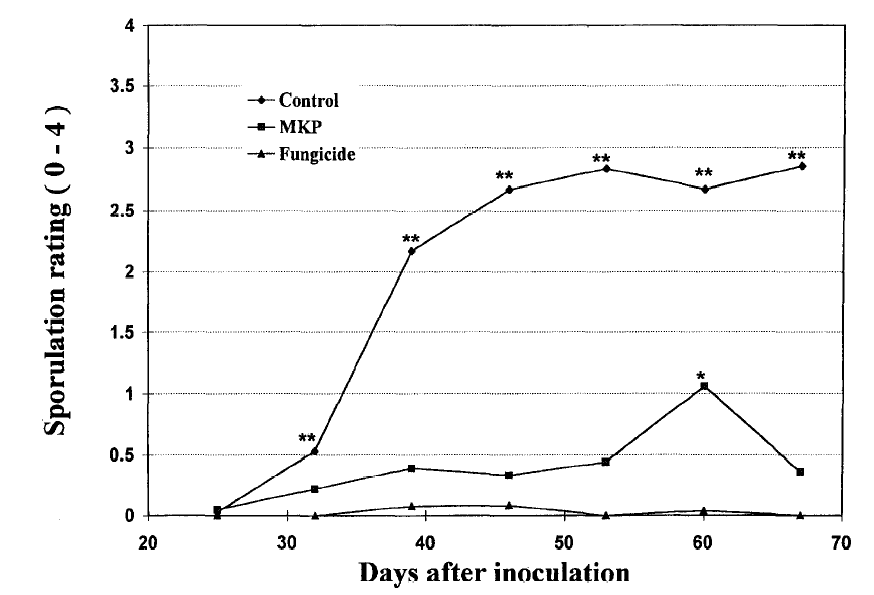 4
3.5
3
2.5
2
1.5
1
0.5
0
Sporulation rating ( 0 - 4 )
Control
MKP
Fungicide
**
**
**
**
**
**
*
20 30 40 50 60 70
Days after inoculation